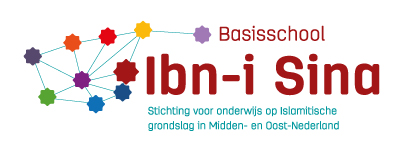 Basisschool
Ibn-i Sina
Stichting voor onderwijs op Islamitische
grondslag in Midden- en Oost-Nederland